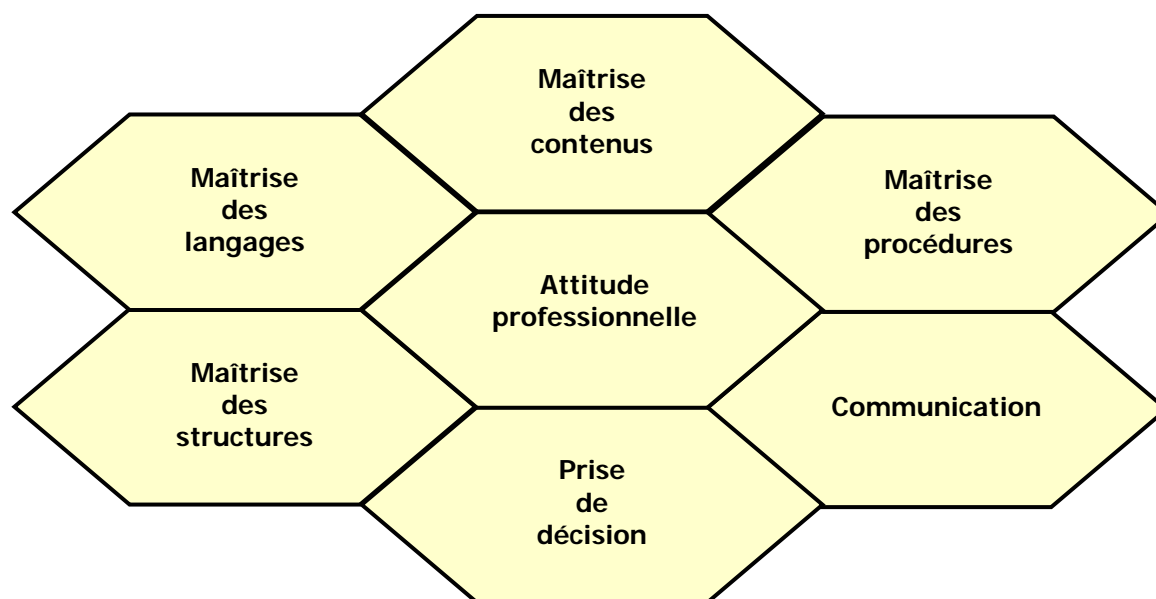 Maîtrise
des
contenus
Maîtrise
des
langages
Maîtrise
des
procédures
Attitude
professionnelle
Maîtrise
des
structures
Communication
Prise
de
décision